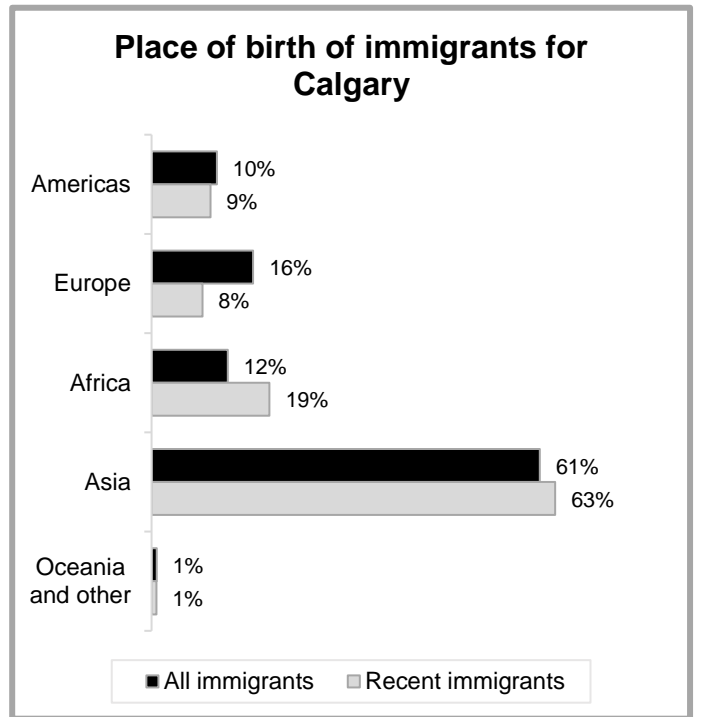 Place of birth of immigrants for
Calgary
Americas
10%
9%
Europe
16%
8%
Africa
12%
19%
Asia
61%
63%
Oceania
and other
1%
1%
All immigrants Recent immigrants